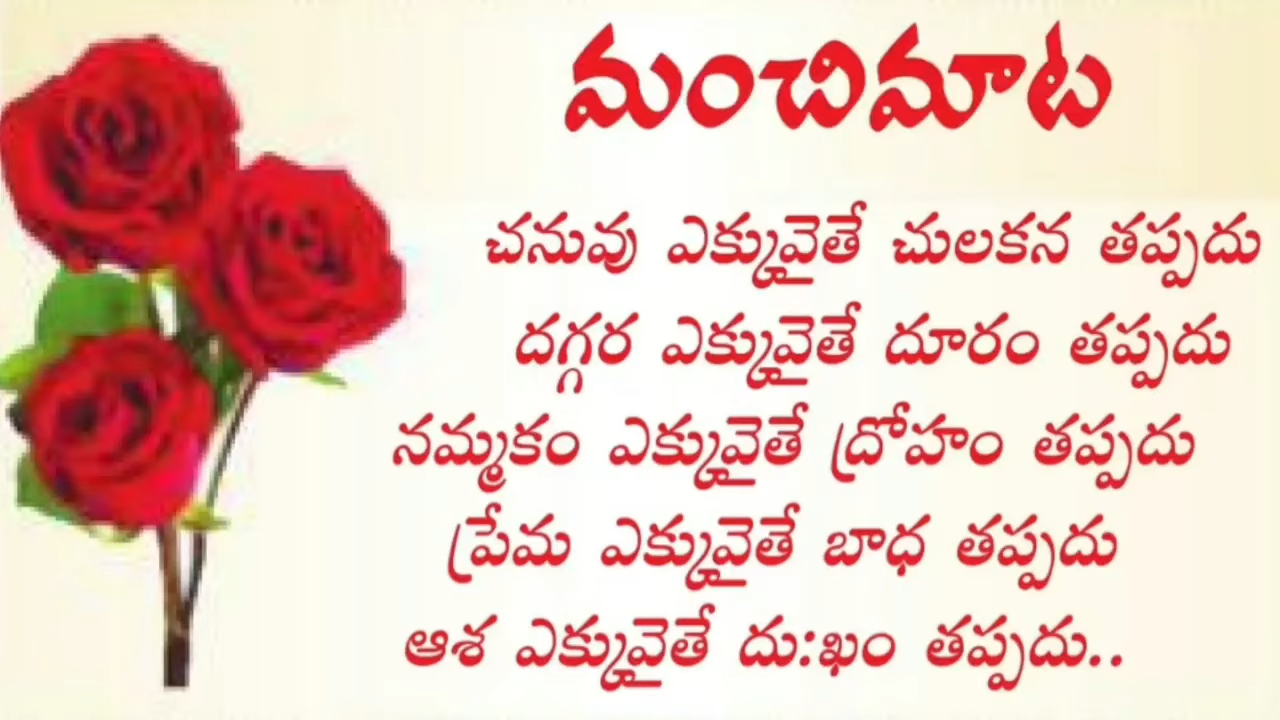 మంచిమాట
చనువు ఎక్కువైతే చులకన తప్పదు
దగ్గర ఎక్కువైతే దూరం తప్పదు
నమ్మకం ఎక్కువైతే ద్రోహం తప్పదు
ప్రేమ ఎక్కువైతే బాధ తప్పదు
ఆశ ఎక్కువైతే దు:ఖం తప్పదు..